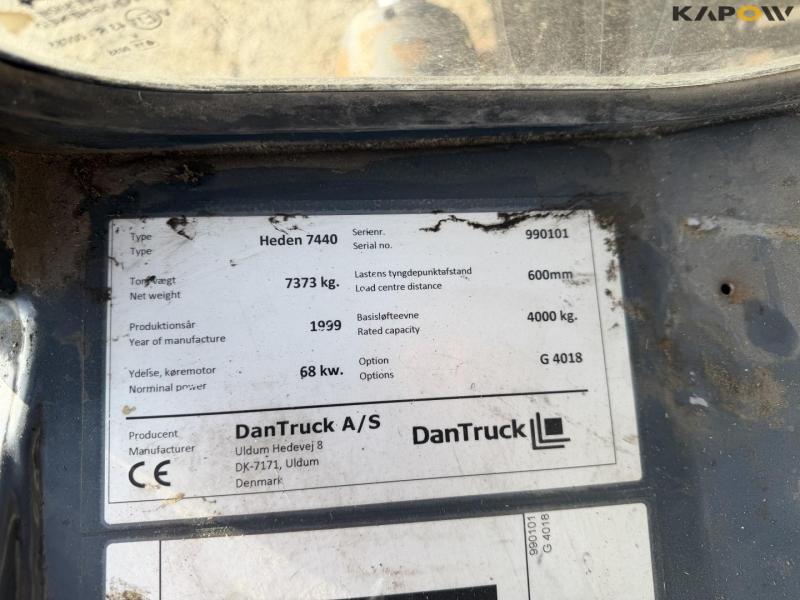 KAPOW
Type Heden 7440 Serienr. 990101
Type Serial no.
Tom vægt 7373 kg. Lastens tyngdepunktafstand 600mm
Net weight Load centre distance
Produktionsår 1999 Basisløfteevne 4000 kg.
Year of manufacture Rated capacity
Ydelse, køremotor 68 kw. Option G 4018
Norminal power Options
Producent DanTruck A/S DanTruck
Manufacturer Uldum Hedevej 8
CE DK-7171, Uldum
Denmark
990101
G 4018